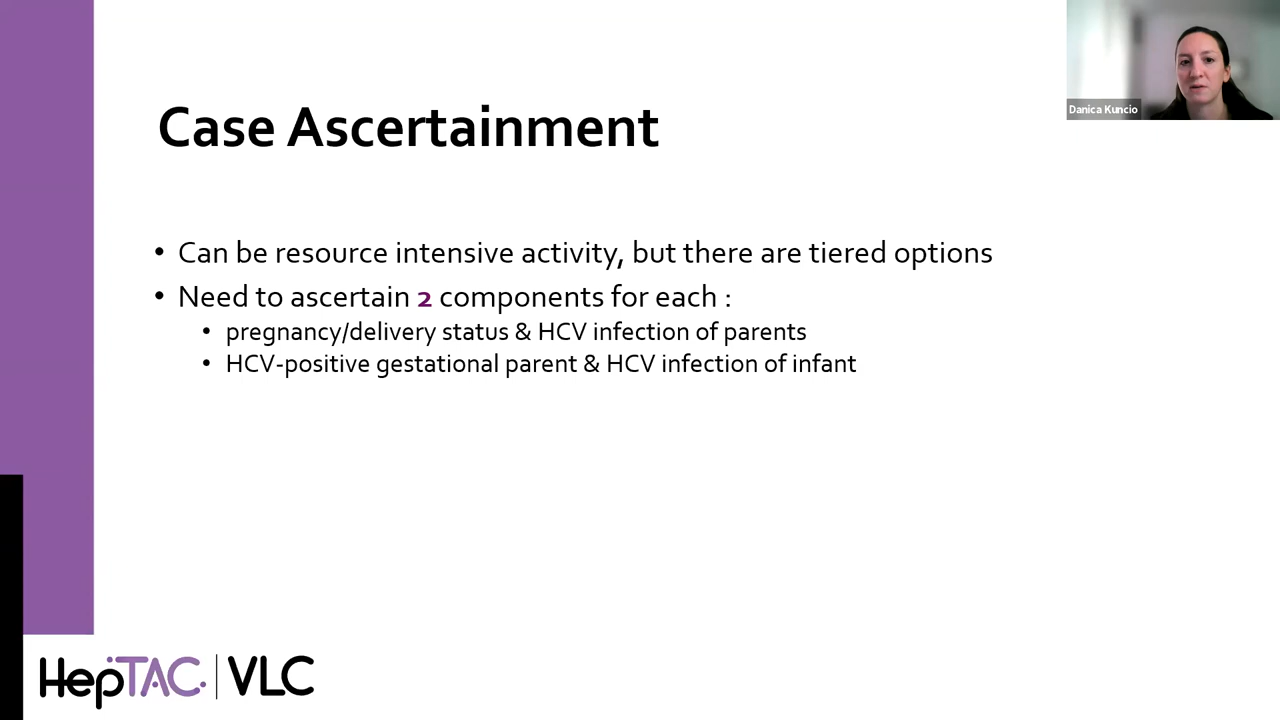 Danica Kuncio
Case Ascertainment
• Can be resource intensive activity, but there are tiered options
• Need to ascertain 2 components for each :
• pregnancy/delivery status & HCV infection of parents
• HCV-positive gestational parent & HCV infection of infant
HepTAC | VLC